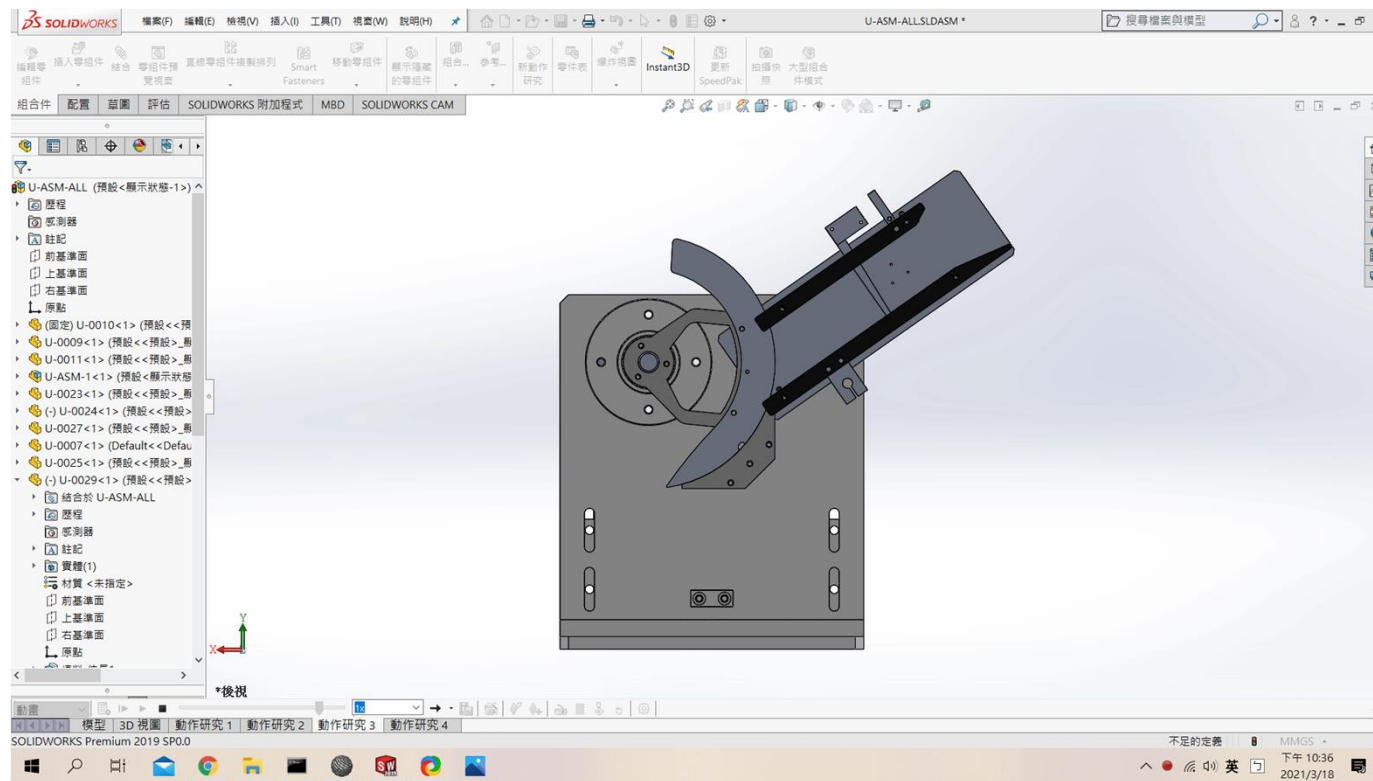 SOLIDWORKS 檔案(F) 編輯(E) 檢視(V) 插入(I) 工具(T) 視窗(W) 說明(H) U-ASM-ALL.SLDASM * 搜尋檔案與模型
編輯零組件 插入零組件 結合 零組件預覽視窗 直線零組件複製排列 Smart Fasteners 移動零組件 顯示隱藏的零組件 組合... 參考... 新動作研究 零件表 爆炸視圖 Instant3D 更新 SpeedPak 拍攝快照 大型組合件模式
組合件 配置 草圖 評估 SOLIDWORKS 附加程式 MBD SOLIDWORKS CAM
U-ASM-ALL (預設<顯示狀態-1>)
歷程
感測器
註記
前基準面
上基準面
右基準面
原點
(固定) U-0010<1> (預設<<預
U-0009<1> (預設<<預設>_顯
U-0011<1> (預設<<預設>_顯
U-ASM-1<1> (預設<顯示狀態
U-0023<1> (預設<<預設>_顯
(-) U-0024<1> (預設<<預設>
U-0027<1> (預設<<預設>_顯
U-0007<1> (Default<<Defau
U-0025<1> (預設<<預設>_顯
(-) U-0029<1> (預設<<預設>
結合於 U-ASM-ALL
歷程
感測器
註記
實體(1)
材質 <未指定>
前基準面
上基準面
右基準面
原點
Y
X
*後視
動畫 1x
模型 3D 視圖 動作研究 1 動作研究 2 動作研究 3 動作研究 4
SOLIDWORKS Premium 2019 SP0.0 不足的定義 MMGS
英 下午 10:36
2021/3/18